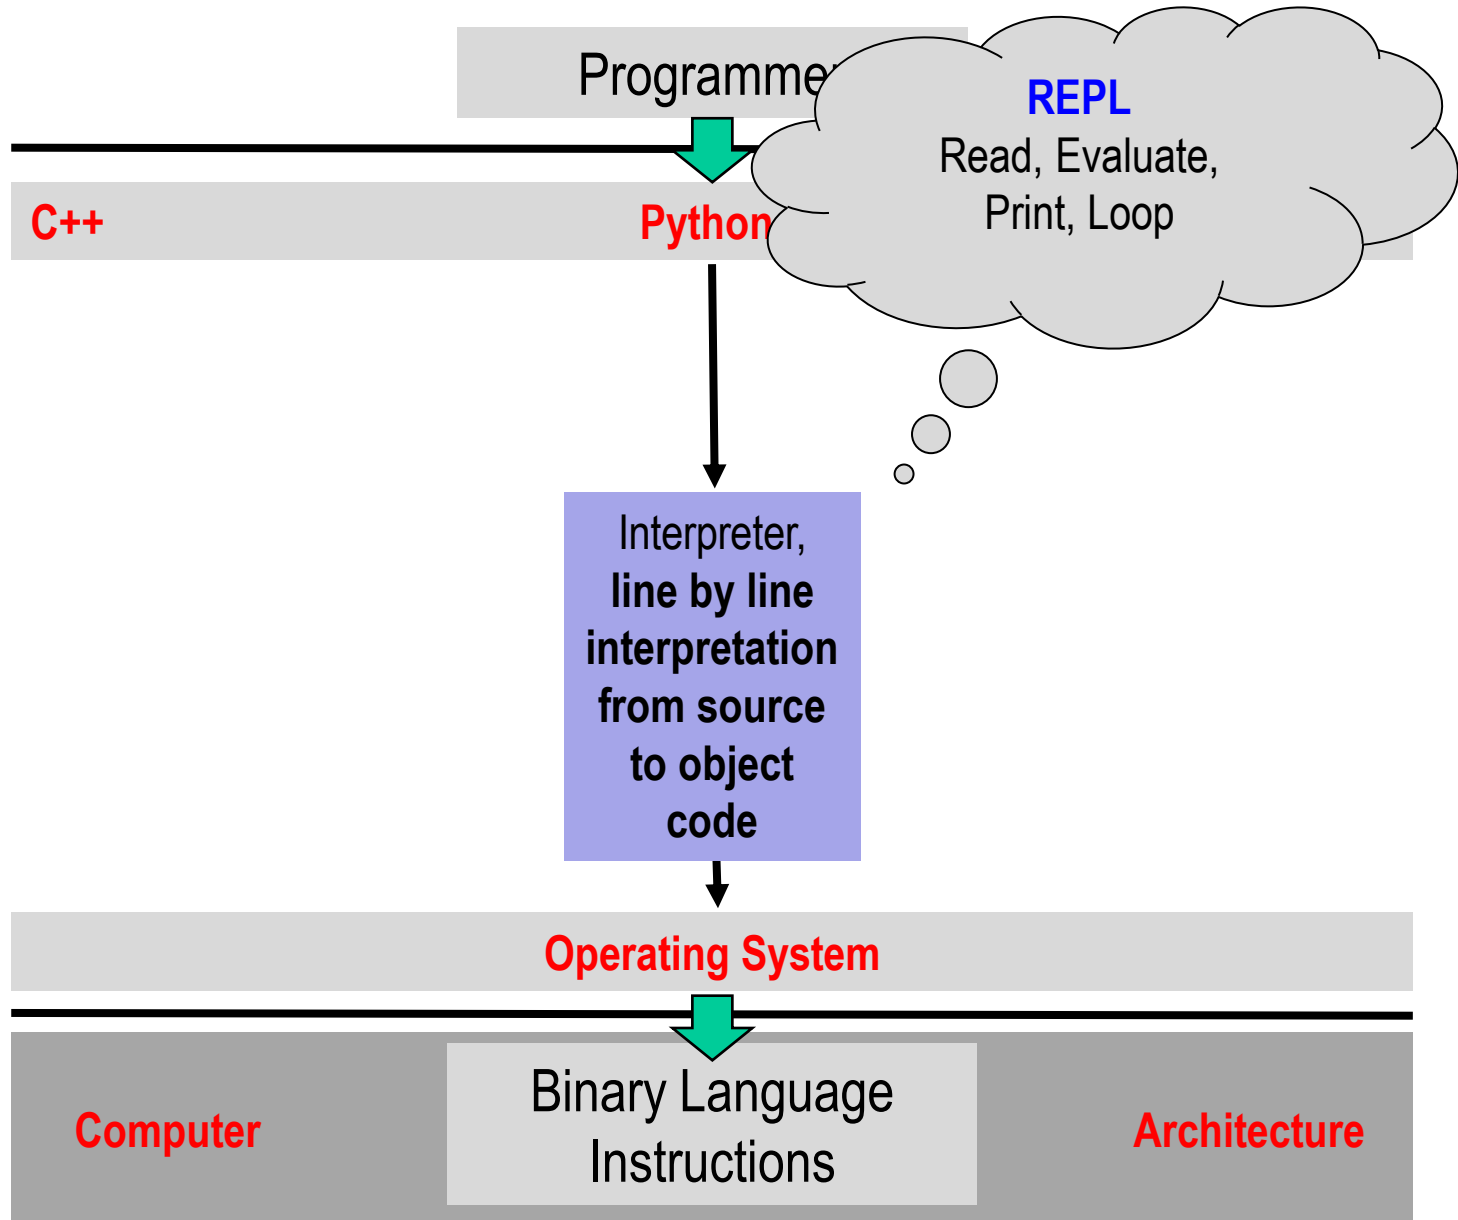 Programmer
REPL
Read, Evaluate,
Print, Loop
C++ Python
Interpreter,
line by line
interpretation
from source
to object
code
Operating System
Binary Language
Instructions
Computer Architecture